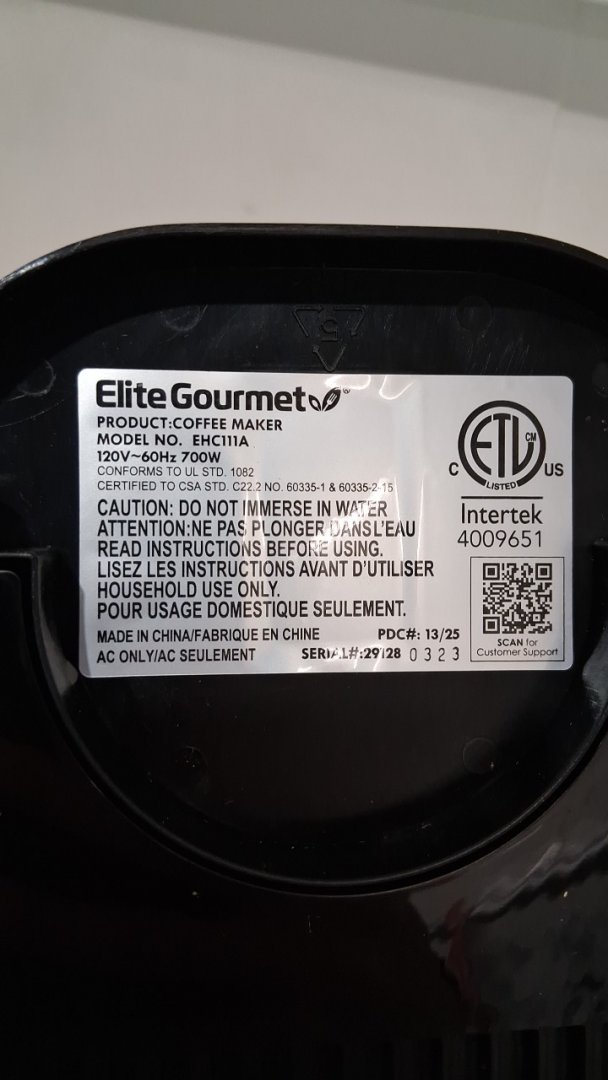 5
Elite Gourmet®
PRODUCT:COFFEE MAKER
MODEL NO. EHC111A
120V~60Hz 700W
CONFORMS TO UL STD. 1082
CERTIFIED TO CSA STD. C22.2 NO. 60335-1 & 60335-2-15
CAUTION: DO NOT IMMERSE IN WATER
ATTENTION:NE PAS PLONGER DANSL'EAU
READ INSTRUCTIONS BEFORE USING.
LISEZ LES INSTRUCTIONS AVANT D'UTILISER
HOUSEHOLD USE ONLY.
POUR USAGE DOMESTIQUE SEULEMENT.
MADE IN CHINA/FABRIQUE EN CHINE PDC#: 13/25
AC ONLY/AC SEULEMENT SERIAL#:29128 0323
ETL CM
C LISTED US
Intertek
4009651
SCAN for
Customer Support